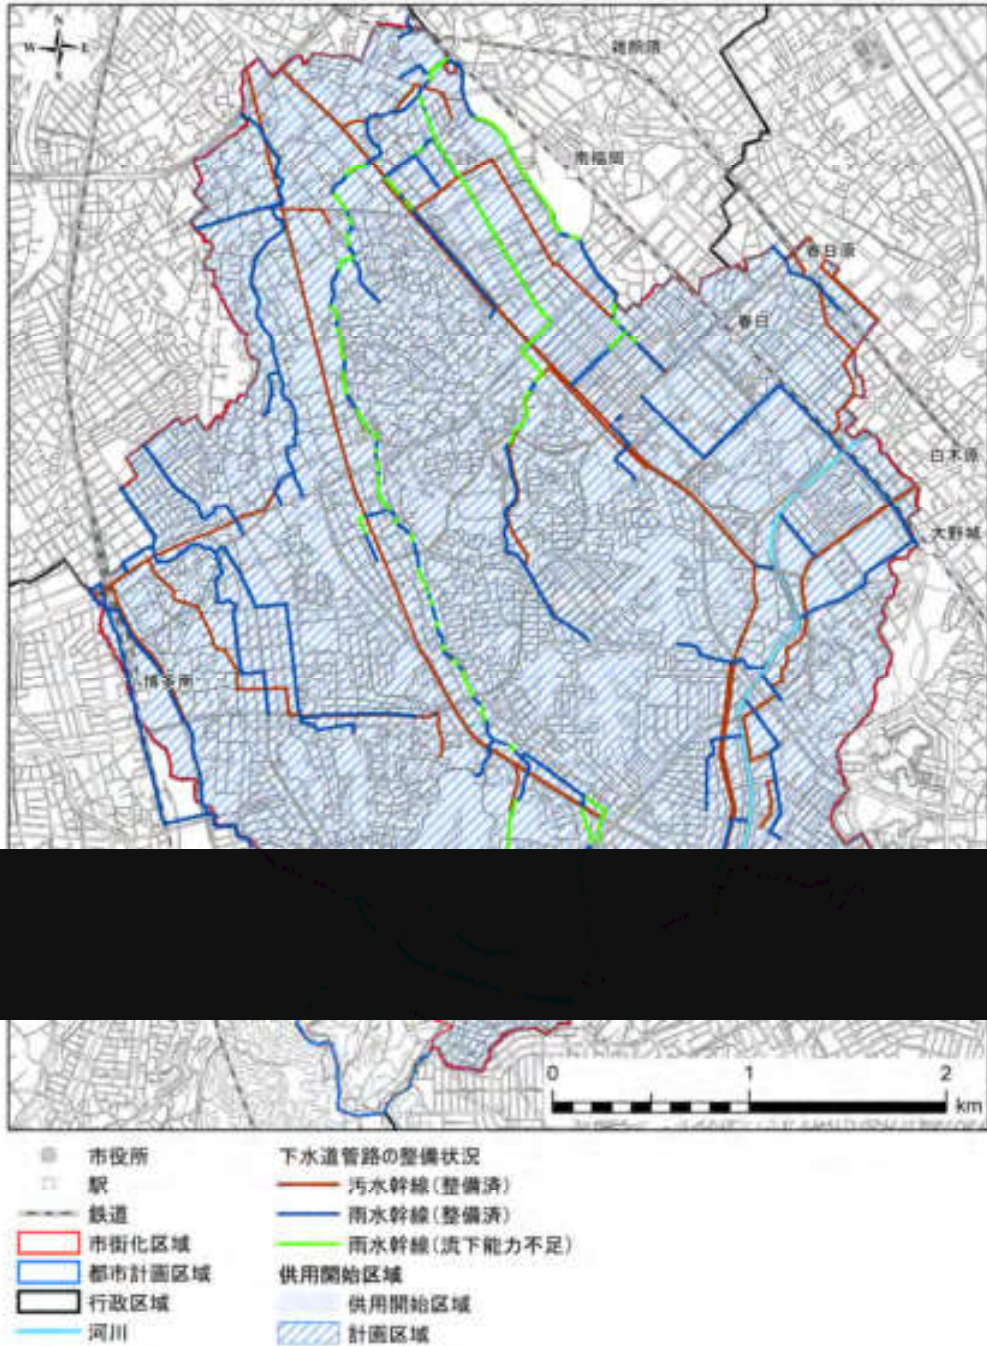 N
W E
S
雑餉隈
南福岡
春日原
春日
白木原
大野城
博多南
0 1 2
km
市役所
駅
鉄道
市街化区域
都市計画区域
行政区域
河川
下水道管路の整備状況
汚水幹線(整備済)
雨水幹線(整備済)
雨水幹線(流下能力不足)
供用開始区域
供用開始区域
計画区域